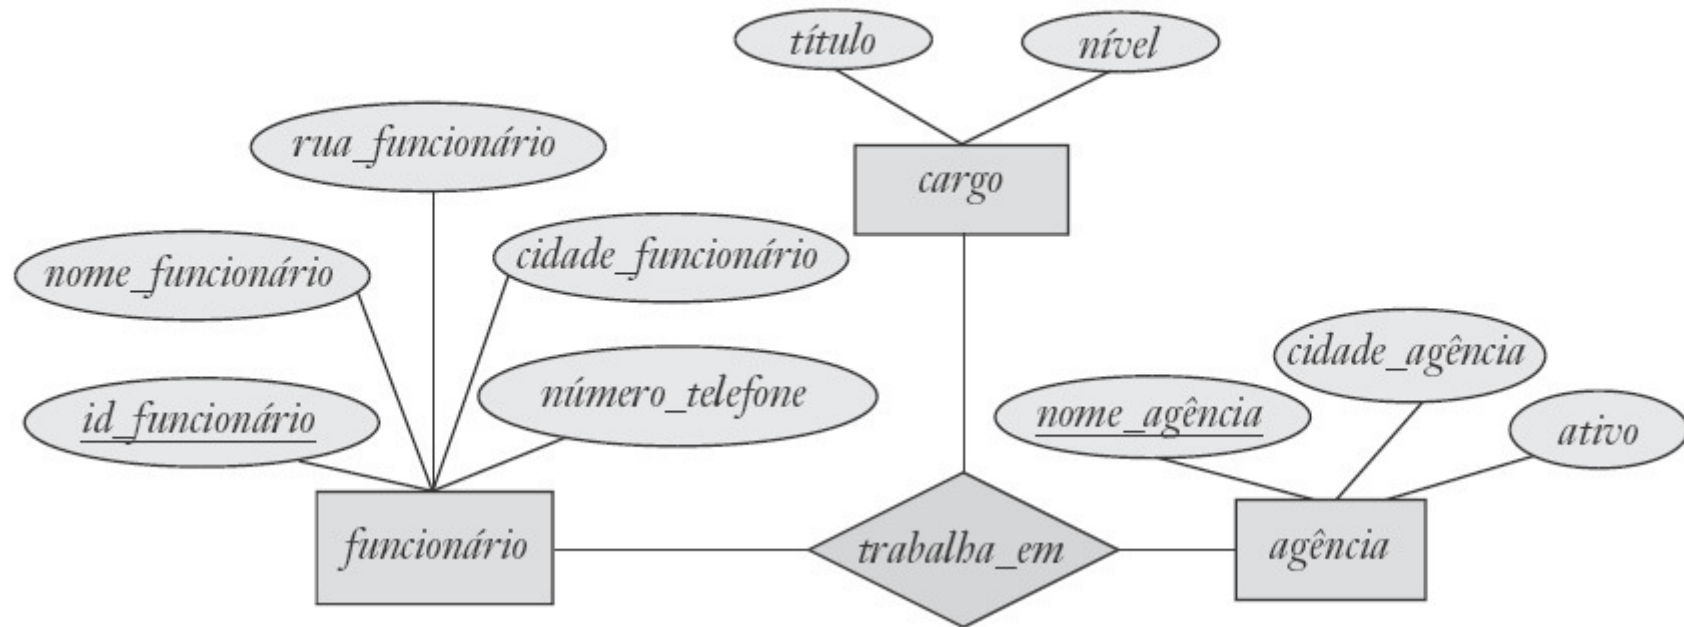 título
nível
rua_funcionário
cargo
nome_funcionário
cidade_funcionário
id_funcionário
número_telefone
cidade_agência
nome_agência
ativo
funcionário
trabalha_em
agência